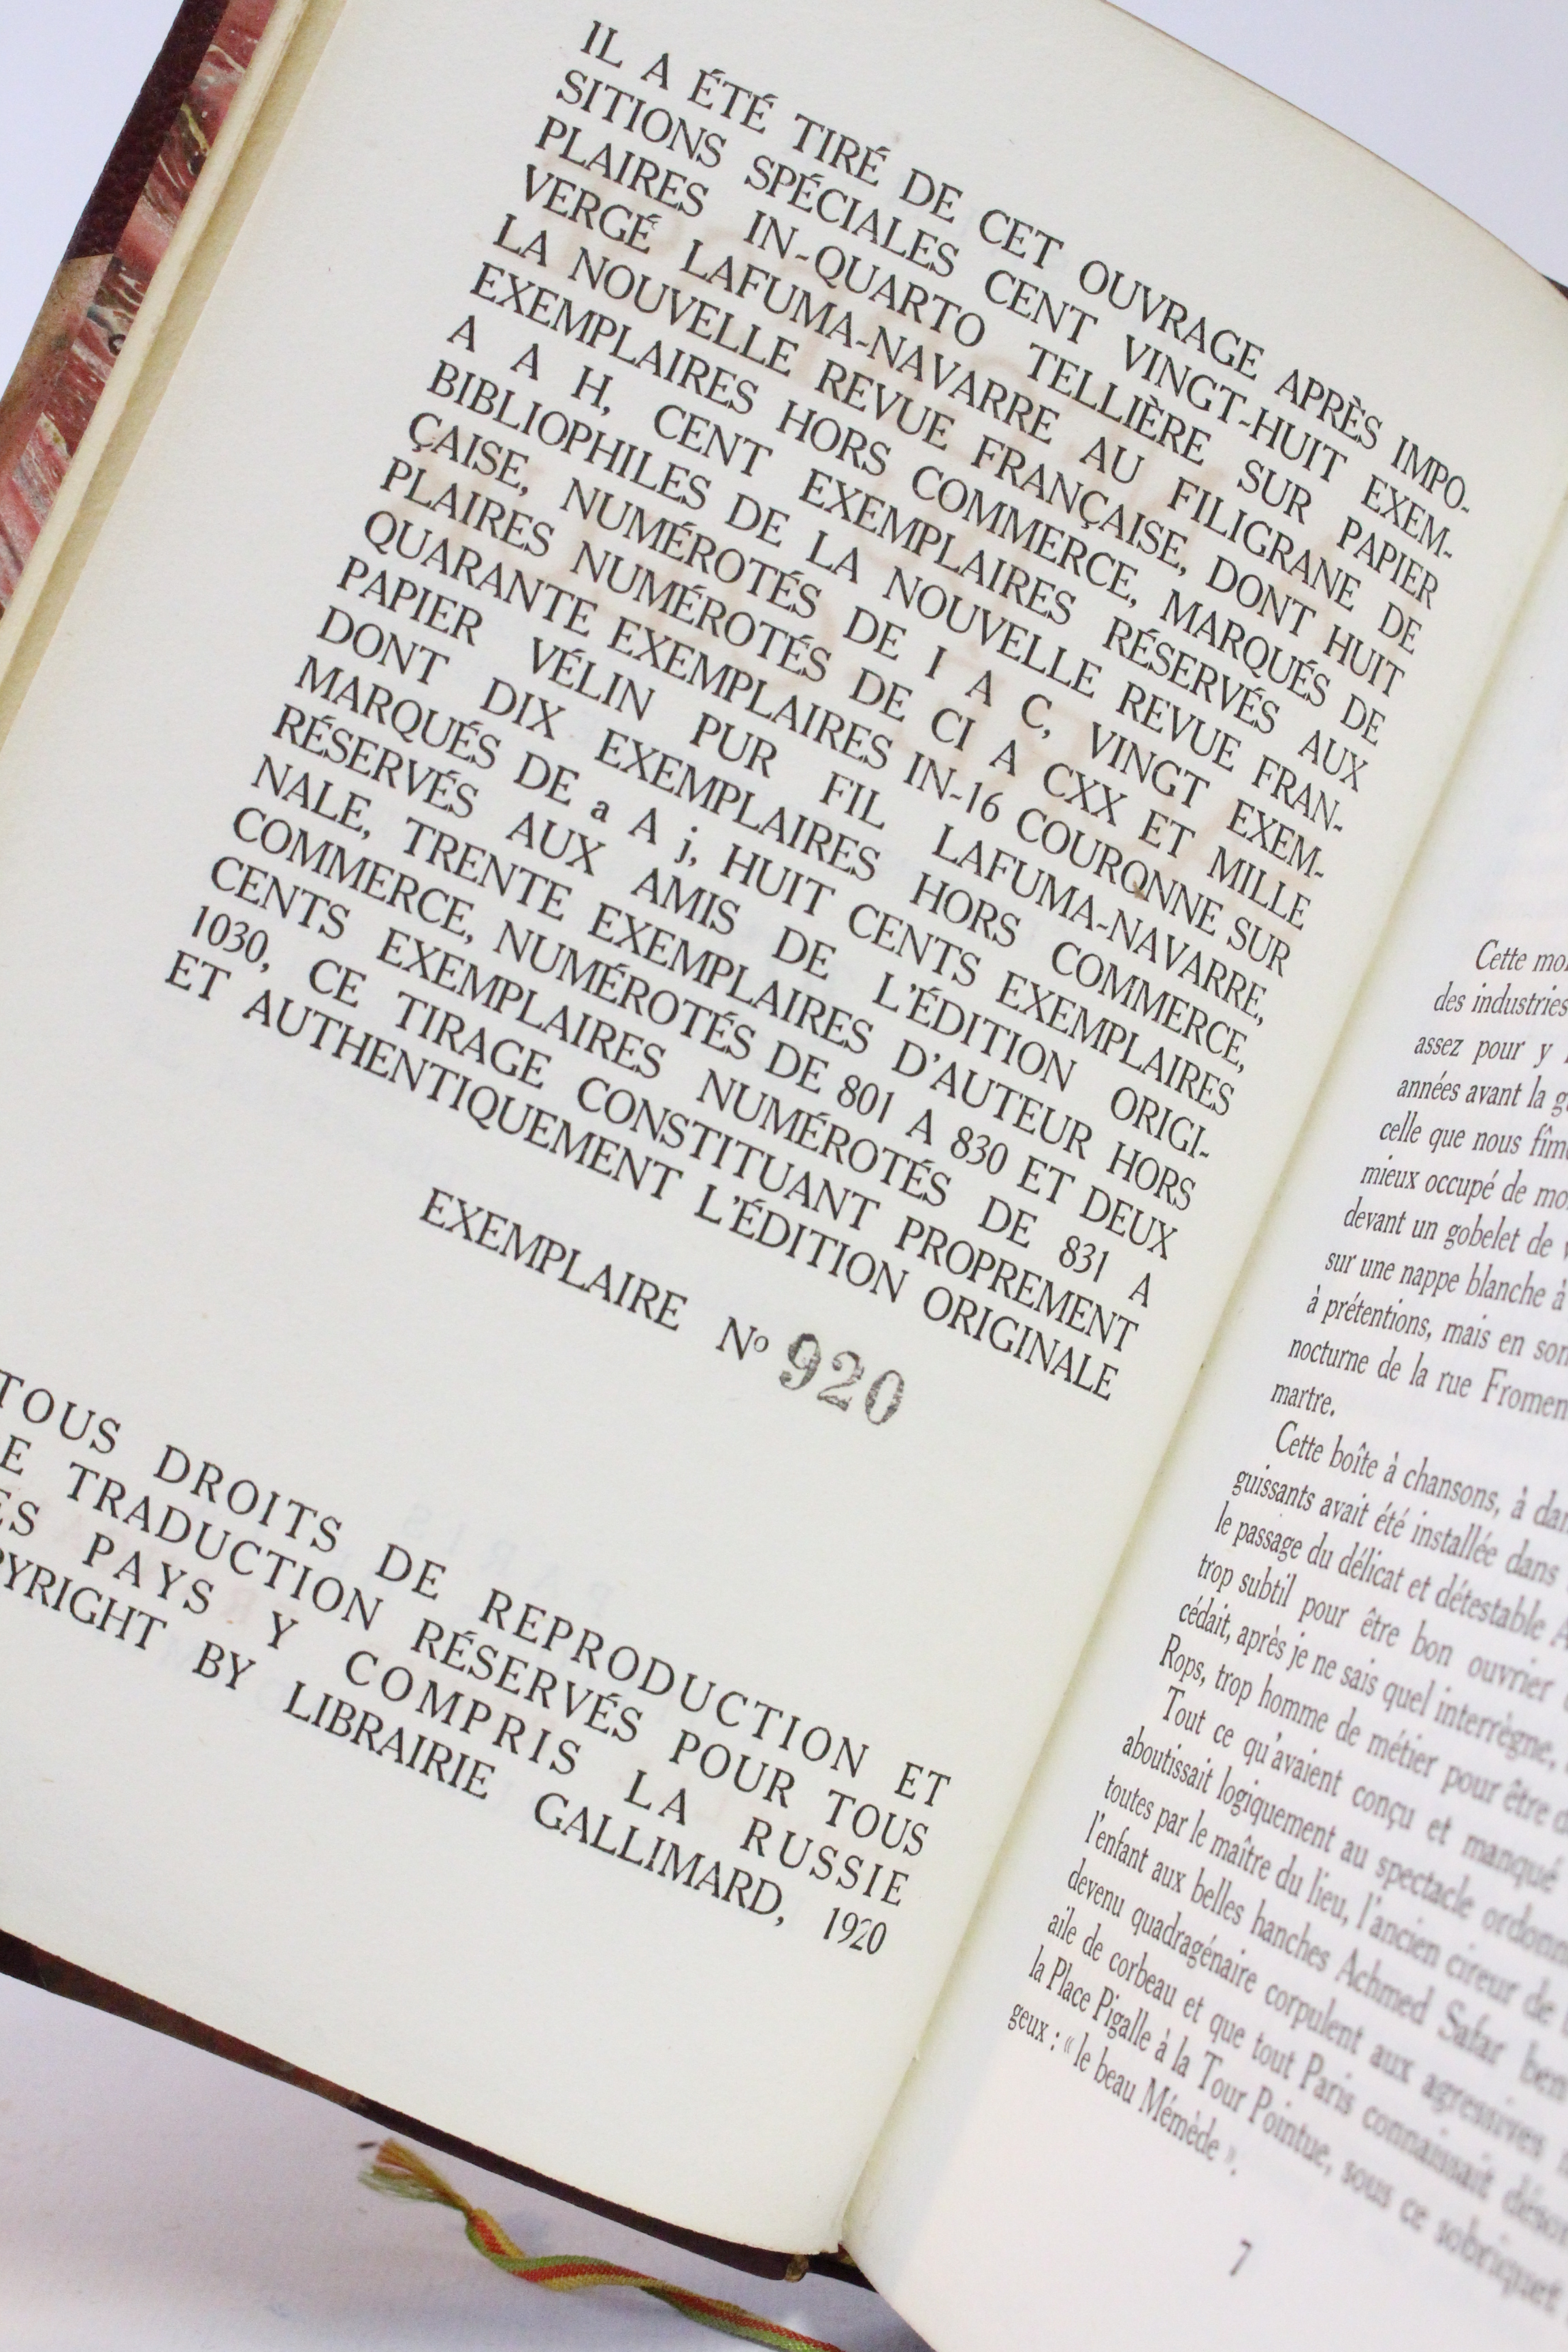 IL A ÉTÉ TIRÉ DE CET OUVRAGE APRÈS IMPO-
SITIONS SPÉCIALES CENT VINGT-HUIT EXEM-
PLAIRES IN-QUARTO TELLIÈRE SUR PAPIER
VERGÉ LAFUMA-NAVARRE AU FILIGRANE DE
LA NOUVELLE REVUE FRANÇAISE, DONT HUIT
EXEMPLAIRES HORS COMMERCE, MARQUÉS DE
A A H, CENT EXEMPLAIRES RÉSERVÉS AUX
BIBLIOPHILES DE LA NOUVELLE REVUE FRAN-
ÇAISE, NUMÉROTÉS DE I A C, VINGT EXEM-
PLAIRES NUMÉROTÉS DE CI A CXX ET MILLE
QUARANTE EXEMPLAIRES IN-16 COURONNE SUR
PAPIER VÉLIN PUR FIL LAFUMA-NAVARRE,
DONT DIX EXEMPLAIRES HORS COMMERCE,
MARQUÉS DE a A j, HUIT CENTS EXEMPLAIRES
RÉSERVÉS AUX AMIS DE L'ÉDITION ORIGI-
NALE, TRENTE EXEMPLAIRES D'AUTEUR HORS
COMMERCE, NUMÉROTÉS DE 801 A 830 ET DEUX
CENTS EXEMPLAIRES NUMÉROTÉS DE 831 A
1030, CE TIRAGE CONSTITUANT PROPREMENT
ET AUTHENTIQUEMENT L'ÉDITION ORIGINALE
EXEMPLAIRE Nº 920
TOUS DROITS DE REPRODUCTION ET
E TRADUCTION RÉSERVÉS POUR TOUS
ES PAYS Y COMPRIS LA RUSSIE
PYRIGHT BY LIBRAIRIE GALLIMARD, 1920
Cette
des industries
assez pour y
années avant la
celle que nous
mieux occupé de
devant un gobelet de
sur une nappe blanche à
à prétentions, mais en
nocturne de la rue
martre.
Cette boîte à chansons, à
guissants avait été installée dans
le passage du délicat et détestable
trop subtil pour être bon ouvrier
cédait, après je ne sais quel interrègne,
Rops, trop homme de métier pour être
Tout ce qu'avaient conçu et manqué
aboutissait logiquement au spectacle
toutes par le maître du lieu, l'ancien cireur de
l'enfant aux belles hanches Achmed Safar ben
devenu quadragénaire corpulent aux agressives
aile de corbeau et que tout Paris connaissait
la Place Pigalle à la Tour Pointue, sous ce sobriquet
geux : « le beau Mémède ».
7